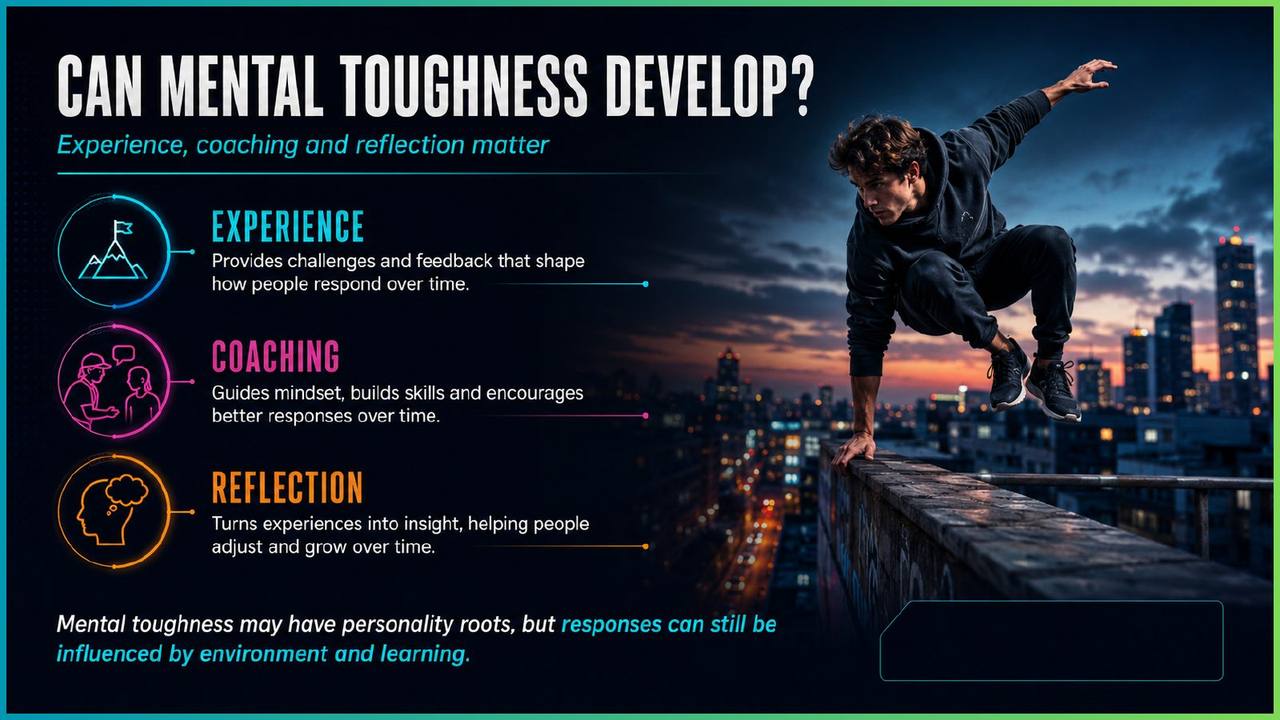 CAN MENTAL TOUGHNESS DEVELOP?
Experience, coaching and reflection matter
EXPERIENCE
Provides challenges and feedback that shape
how people respond over time.
COACHING
Guides mindset, builds skills and encourages
better responses over time.
REFLECTION
Turns experiences into insight, helping people
adjust and grow over time.
Mental toughness may have personality roots, but responses can still be
influenced by environment and learning.